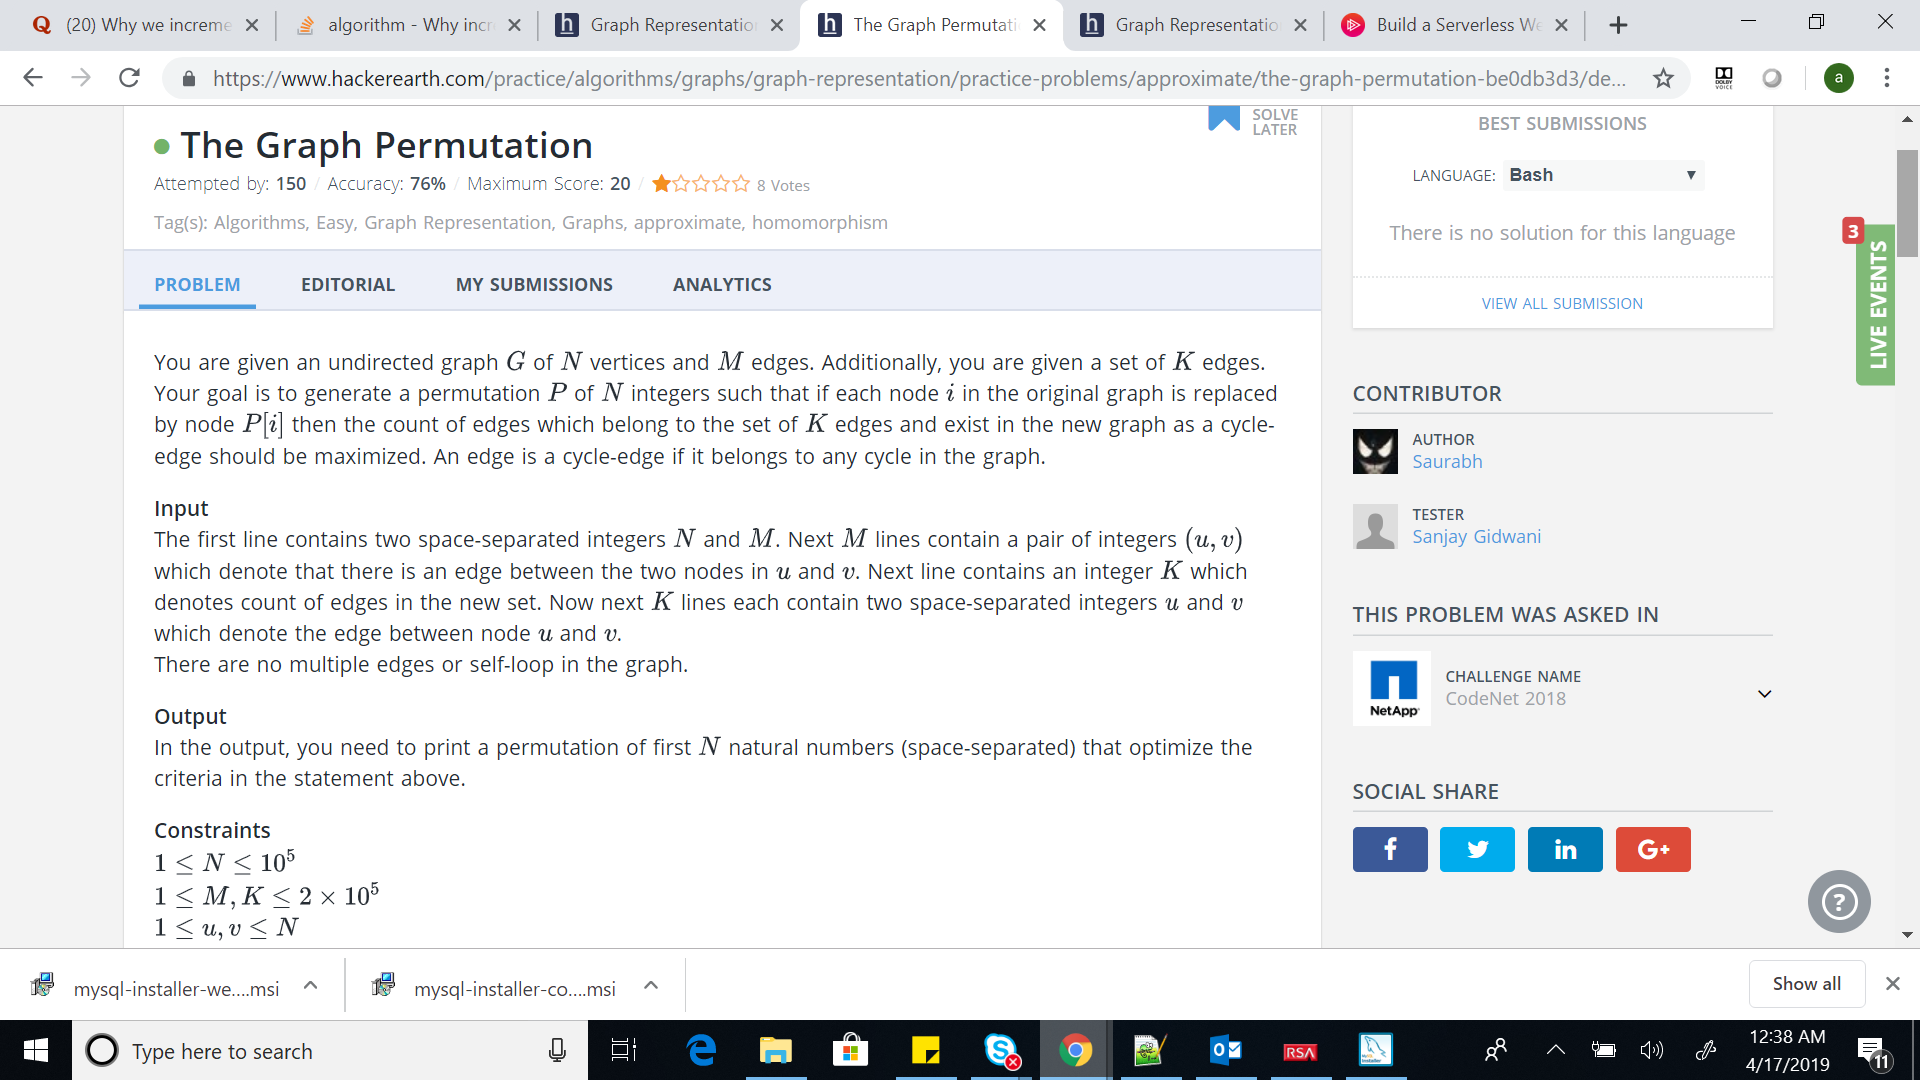 (20) Why we increme
algorithm - Why incr
Graph Representatio
The Graph Permutati
Graph Representatio
Build a Serverless We
https://www.hackerearth.com/practice/algorithms/graphs/graph-representation/practice-problems/approximate/the-graph-permutation-be0db3d3/de...
DOLBY VOICE
a
SOLVE
LATER
The Graph Permutation
Attempted by: 150 / Accuracy: 76% / Maximum Score: 20 / 8 Votes
Tag(s): Algorithms, Easy, Graph Representation, Graphs, approximate, homomorphism
PROBLEM EDITORIAL MY SUBMISSIONS ANALYTICS
You are given an undirected graph G of N vertices and M edges. Additionally, you are given a set of K edges.
Your goal is to generate a permutation P of N integers such that if each node i in the original graph is replaced
by node P[i] then the count of edges which belong to the set of K edges and exist in the new graph as a cycle-
edge should be maximized. An edge is a cycle-edge if it belongs to any cycle in the graph.
Input
The first line contains two space-separated integers N and M. Next M lines contain a pair of integers (u, v)
which denote that there is an edge between the two nodes in u and v. Next line contains an integer K which
denotes count of edges in the new set. Now next K lines each contain two space-separated integers u and v
which denote the edge between node u and v.
There are no multiple edges or self-loop in the graph.
Output
In the output, you need to print a permutation of first N natural numbers (space-separated) that optimize the
criteria in the statement above.
Constraints
1 ≤ N ≤ 10⁵
1 ≤ M, K ≤ 2 × 10⁵
1 ≤ u, v ≤ N
BEST SUBMISSIONS
LANGUAGE: Bash
There is no solution for this language
VIEW ALL SUBMISSION
3
LIVE EVENTS
CONTRIBUTOR
AUTHOR
Saurabh
TESTER
Sanjay Gidwani
THIS PROBLEM WAS ASKED IN
NetApp
CHALLENGE NAME
CodeNet 2018
SOCIAL SHARE
f
in
G+
?
mysql-installer-we....msi
mysql-installer-co....msi
Show all
Type here to search
RSA
12:38 AM
4/17/2019
11